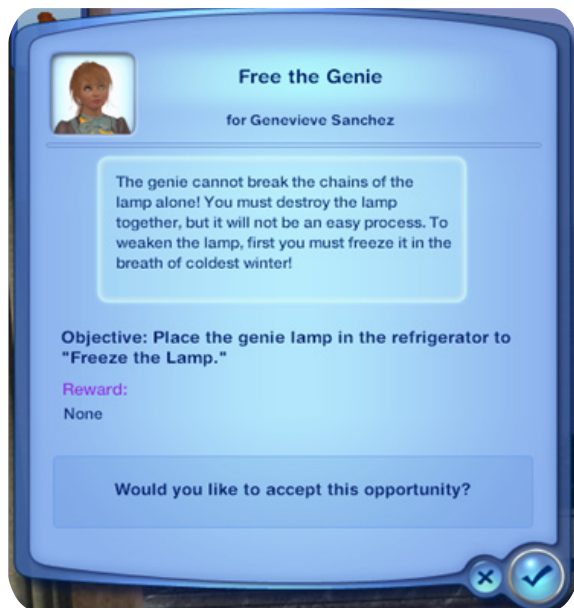 Free the Genie
for Genevieve Sanchez
The genie cannot break the chains of the
lamp alone! You must destroy the lamp
together, but it will not be an easy process. To
weaken the lamp, first you must freeze it in the
breath of coldest winter!
Objective: Place the genie lamp in the refrigerator to
"Freeze the Lamp."
Reward:
None
Would you like to accept this opportunity?